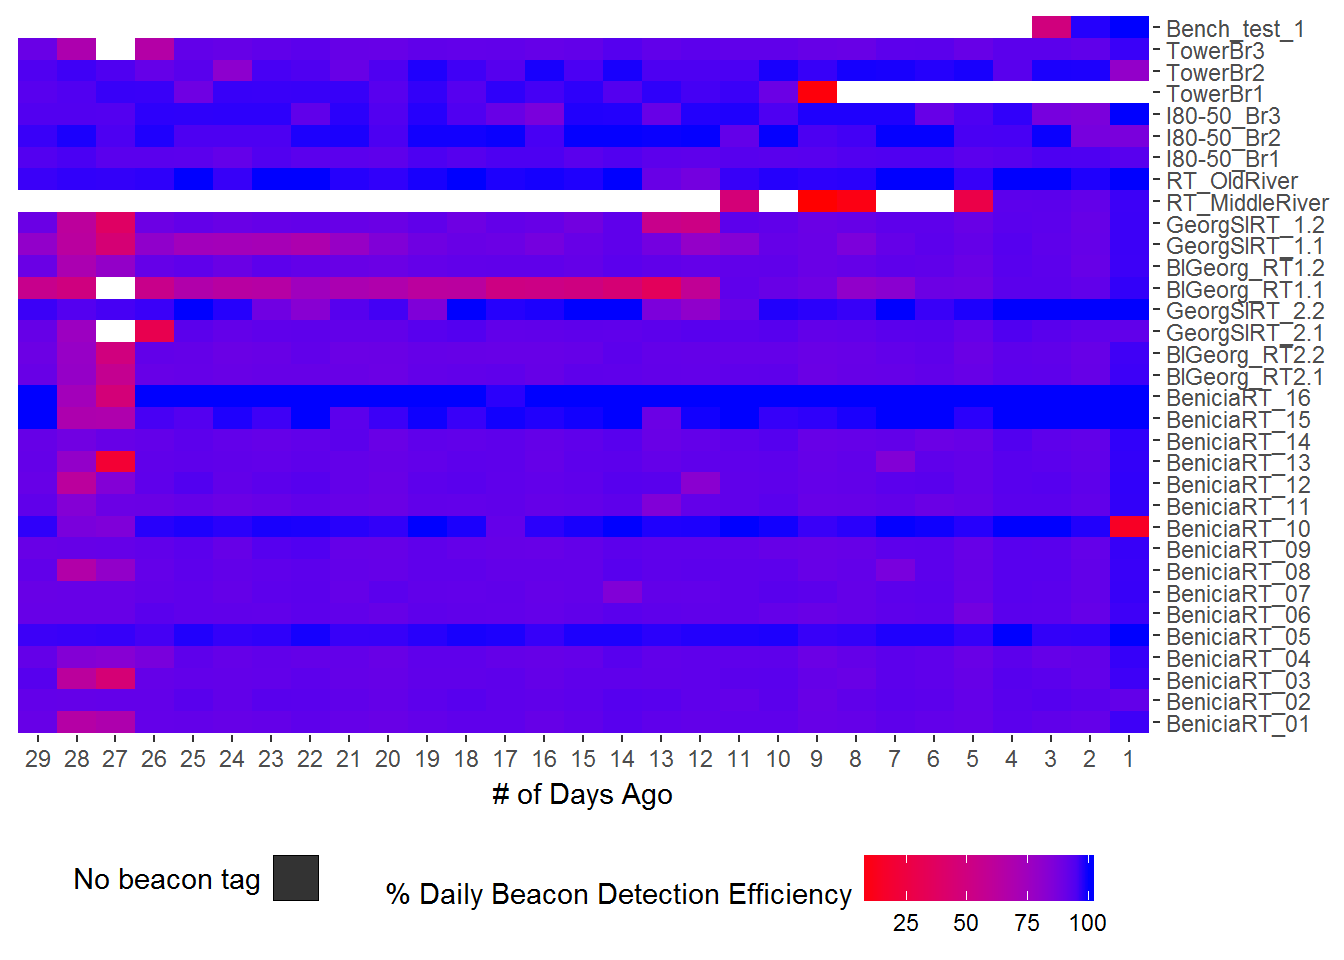 Bench_test_1
TowerBr3
TowerBr2
TowerBr1
I80-50_Br3
I80-50_Br2
I80-50_Br1
RT_OldRiver
RT_MiddleRiver
GeorgSlRT_1.2
GeorgSlRT_1.1
BlGeorg_RT1.2
BlGeorg_RT1.1
GeorgSlRT_2.2
GeorgSlRT_2.1
BlGeorg_RT2.2
BlGeorg_RT2.1
BeniciaRT_16
BeniciaRT_15
BeniciaRT_14
BeniciaRT_13
BeniciaRT_12
BeniciaRT_11
BeniciaRT_10
BeniciaRT_09
BeniciaRT_08
BeniciaRT_07
BeniciaRT_06
BeniciaRT_05
BeniciaRT_04
BeniciaRT_03
BeniciaRT_02
BeniciaRT_01
29 28 27 26 25 24 23 22 21 20 19 18 17 16 15 14 13 12 11 10 9 8 7 6 5 4 3 2 1
# of Days Ago
No beacon tag
% Daily Beacon Detection Efficiency
25 50 75 100